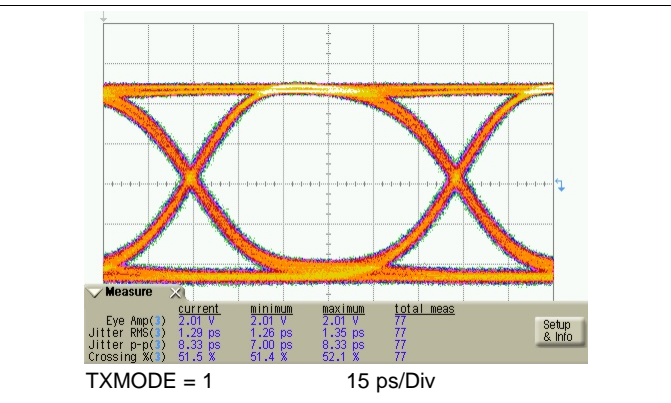 Measure
current minimum maximum total meas
Eye Amp(3) 2.01 V 2.01 V 2.01 V 77
Jitter RMS(3) 1.29 ps 1.26 ps 1.35 ps 77
Jitter p-p(3) 8.33 ps 7.00 ps 8.33 ps 77
Crossing %(3) 51.5 % 51.4 % 52.1 % 77
Setup
& Info
TXMODE = 1 15 ps/Div